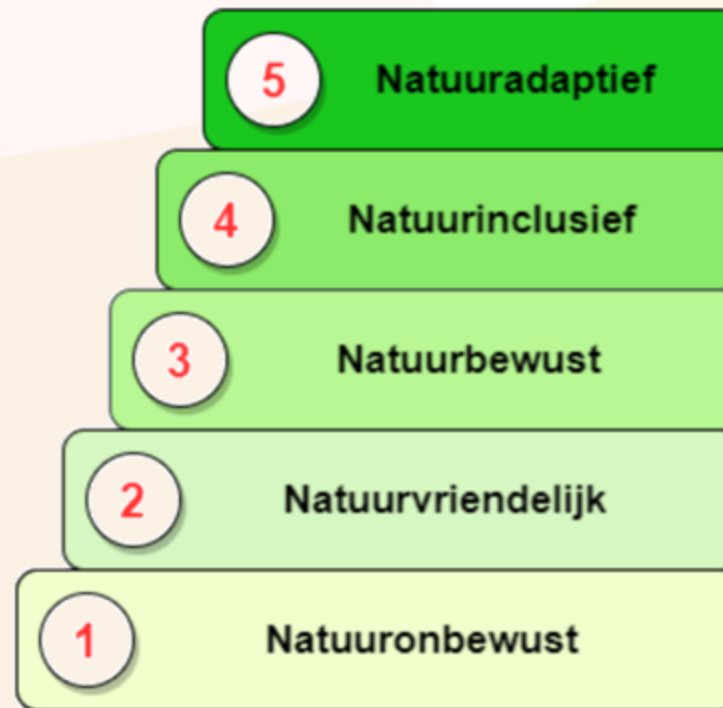 5 Natuuradaptief
4 Natuurinclusief
3 Natuurbewust
2 Natuurvriendelijk
1 Natuuronbewust